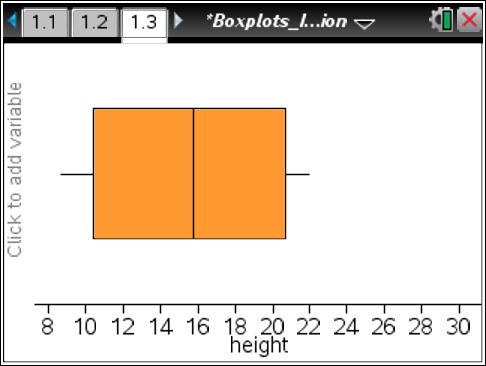 1.1 1.2 1.3 *Boxplots_I...ion
Click to add variable
8 10 12 14 16 18 20 22 24 26 28 30
height